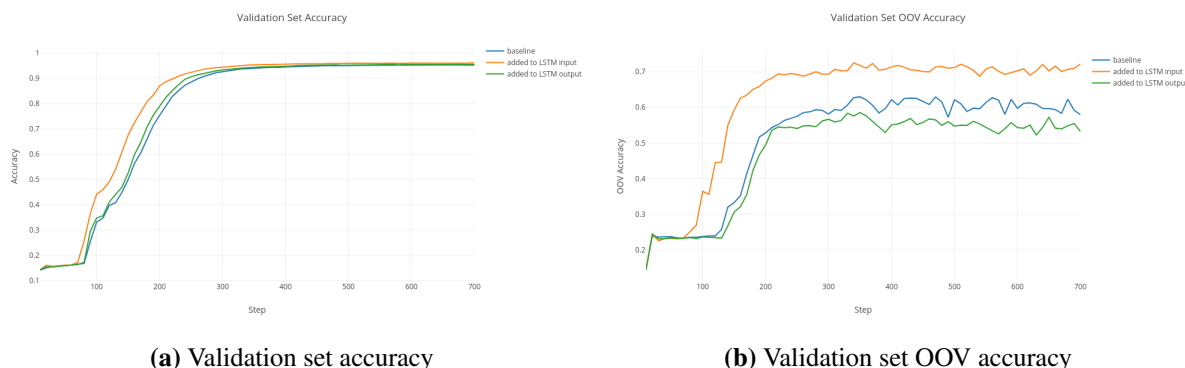 Validation Set Accuracy
1
0.9
0.8
0.7
0.6
0.5
0.4
0.3
0.2
0.1
Accuracy
100
200
300
400
500
600
700
Step
baseline
added to LSTM input
added to LSTM output
(a) Validation set accuracy
Validation Set OOV Accuracy
0.7
0.6
0.5
0.4
0.3
0.2
OOV Accuracy
100
200
300
400
500
600
700
Step
baseline
added to LSTM input
added to LSTM outpu
(b) Validation set OOV accuracy